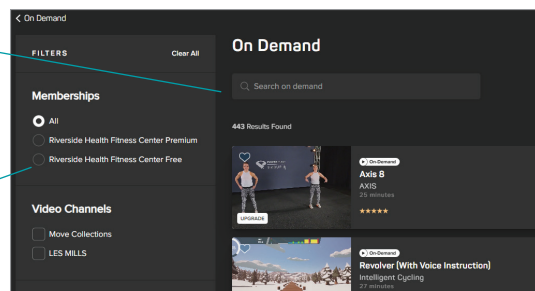 On Demand
FILTERS
Clear All
Memberships
All
Riverside Health Fitness Center Premium
Riverside Health Fitness Center Free
Video Channels
Move Collections
LES MILLS
On Demand
Search on demand
443 Results Found
UPGRADE
On-Demand
Axis 8
AXIS
25 minutes
On-Demand
Revolver (With Voice Instruction)
Intelligent Cycling
27 minutes